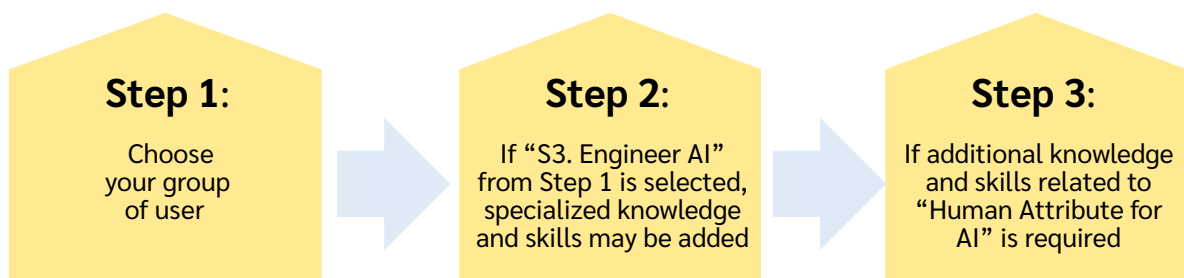 Step 1:
Choose
your group
of user
Step 2:
If “S3. Engineer AI”
from Step 1 is selected,
specialized knowledge
and skills may be added
Step 3:
If additional knowledge
and skills related to
“Human Attribute for
AI” is required